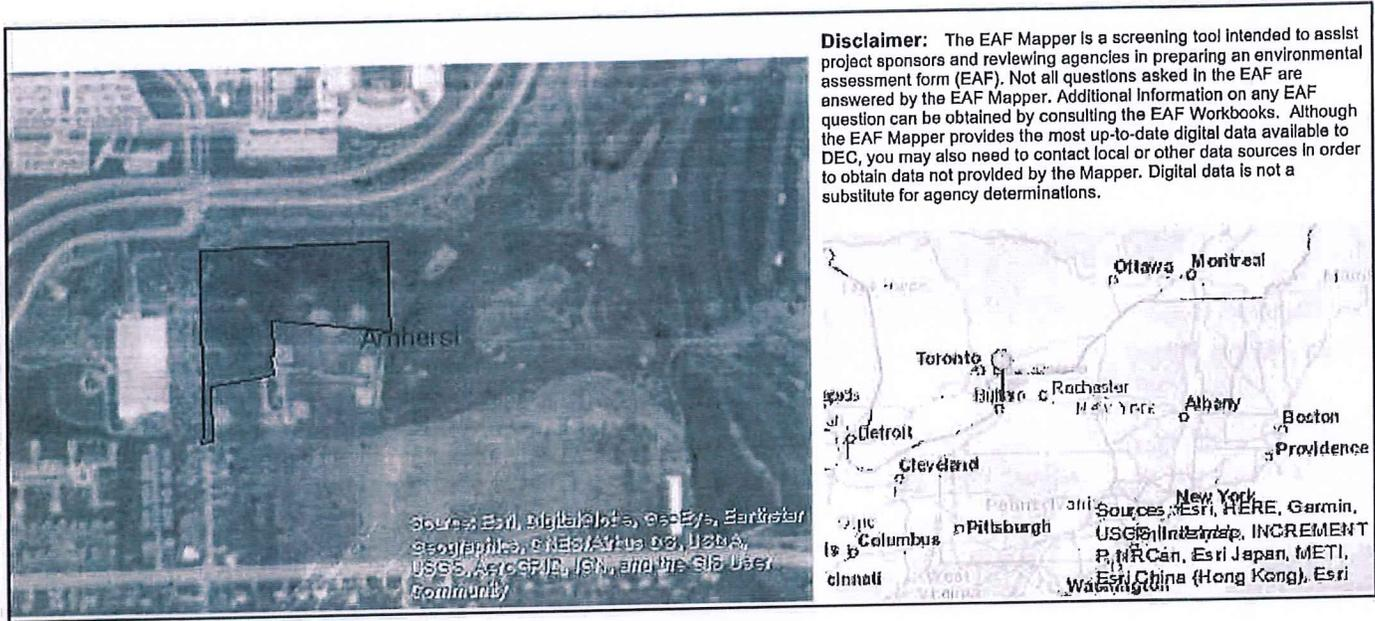 Disclaimer: The EAF Mapper is a screening tool intended to assist
project sponsors and reviewing agencies in preparing an environmental
assessment form (EAF). Not all questions asked in the EAF are
answered by the EAF Mapper. Additional information on any EAF
question can be obtained by consulting the EAF Workbooks. Although
the EAF Mapper provides the most up-to-date digital data available to
DEC, you may also need to contact local or other data sources in order
to obtain data not provided by the Mapper. Digital data is not a
substitute for agency determinations.
Amherst
Sources: Esri, DigitalGlobe, GeoEye, Earthstar
Geographics, CNES/Airbus DS, USDA,
USGS, AeroGRID, IGN, and the GIS User
Community
Ottawa
Montreal
Toronto
Rochester
NEW YORK
Albany
Boston
Detroit
Providence
Cleveland
New York
Pittsburgh
Columbus
cinnati
Washington
Sources: Esri, HERE, Garmin,
USGS, Intermap, INCREMENT
P, NRCan, Esri Japan, METI,
Esri China (Hong Kong), Esri